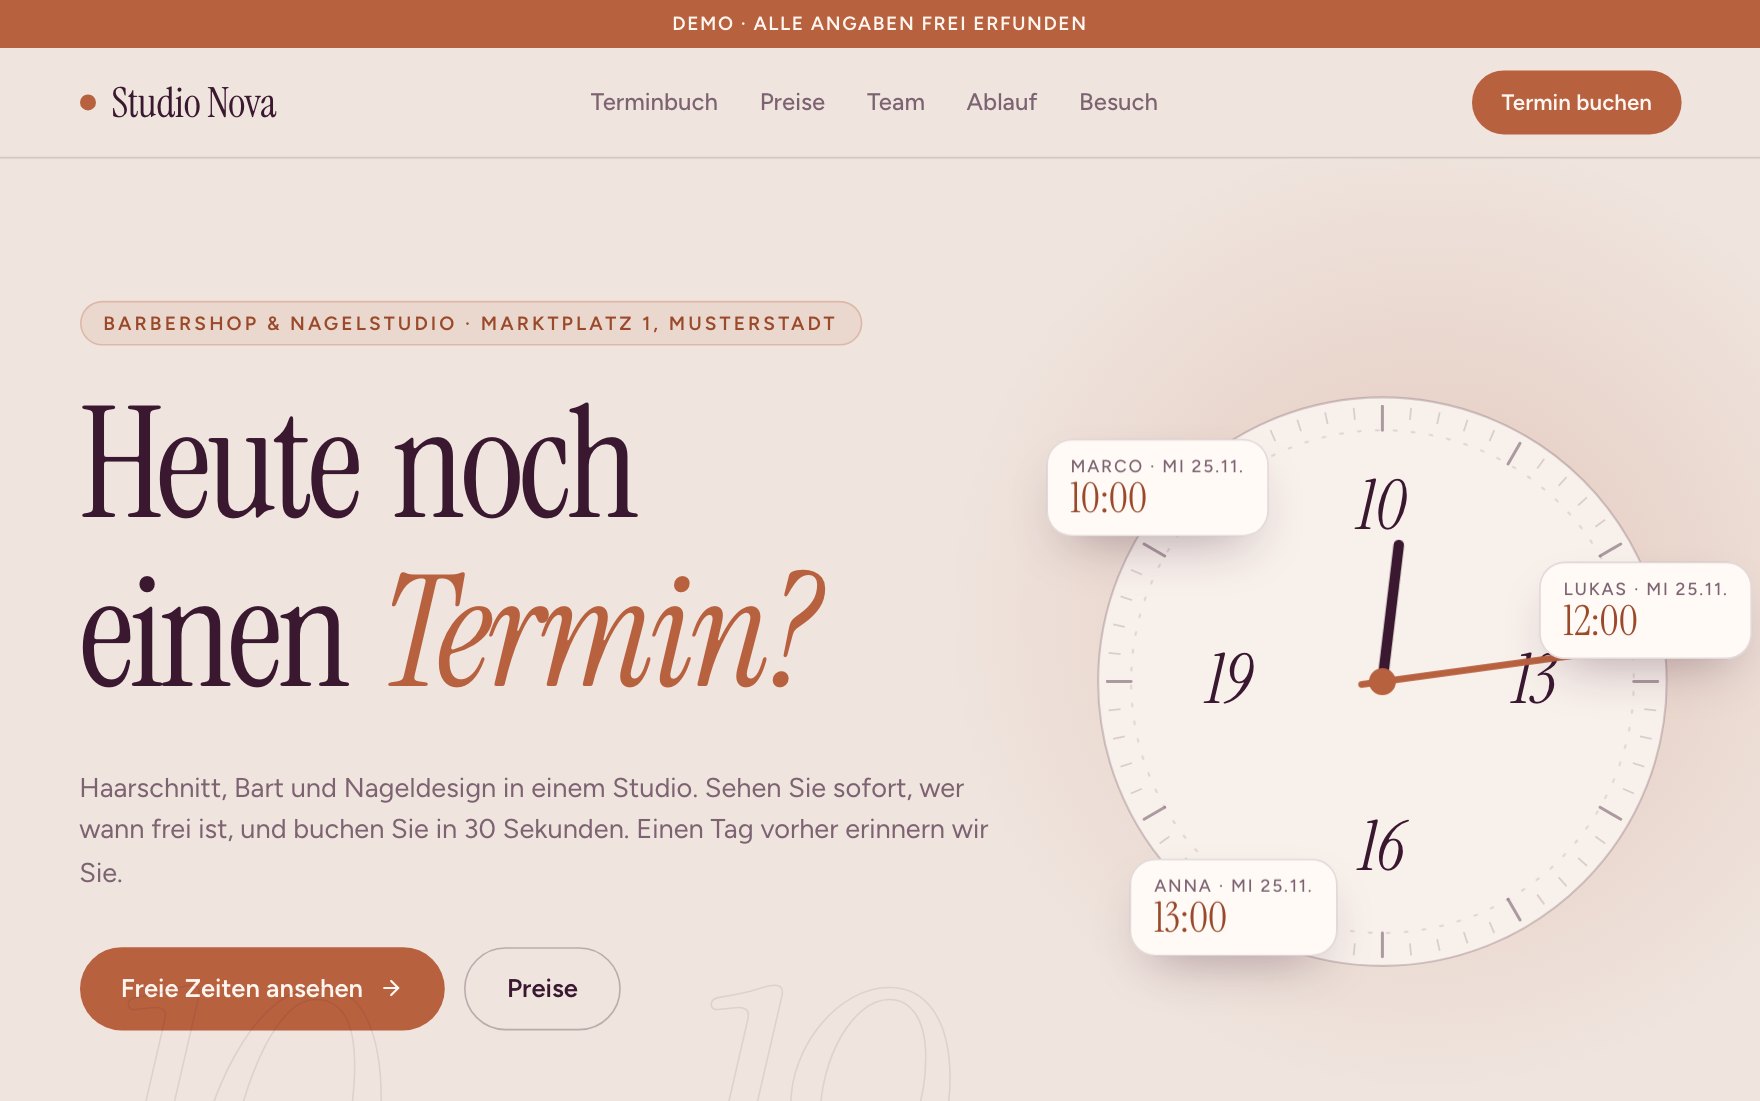 DEMO · ALLE ANGABEN FREI ERFUNDEN
Studio Nova
Terminbuch
Preise
Team
Ablauf
Besuch
Termin buchen
BARBERSHOP & NAGELSTUDIO · MARKTPLATZ 1, MUSTERSTADT
Heute noch
einen Termin?
Haarschnitt, Bart und Nageldesign in einem Studio. Sehen Sie sofort, wer
wann frei ist, und buchen Sie in 30 Sekunden. Einen Tag vorher erinnern wir
Sie.
Freie Zeiten ansehen →
Preise
MARCO · MI 25.11.
10:00
10
LUKAS · MI 25.11.
12:00
19
13
16
ANNA · MI 25.11.
13:00